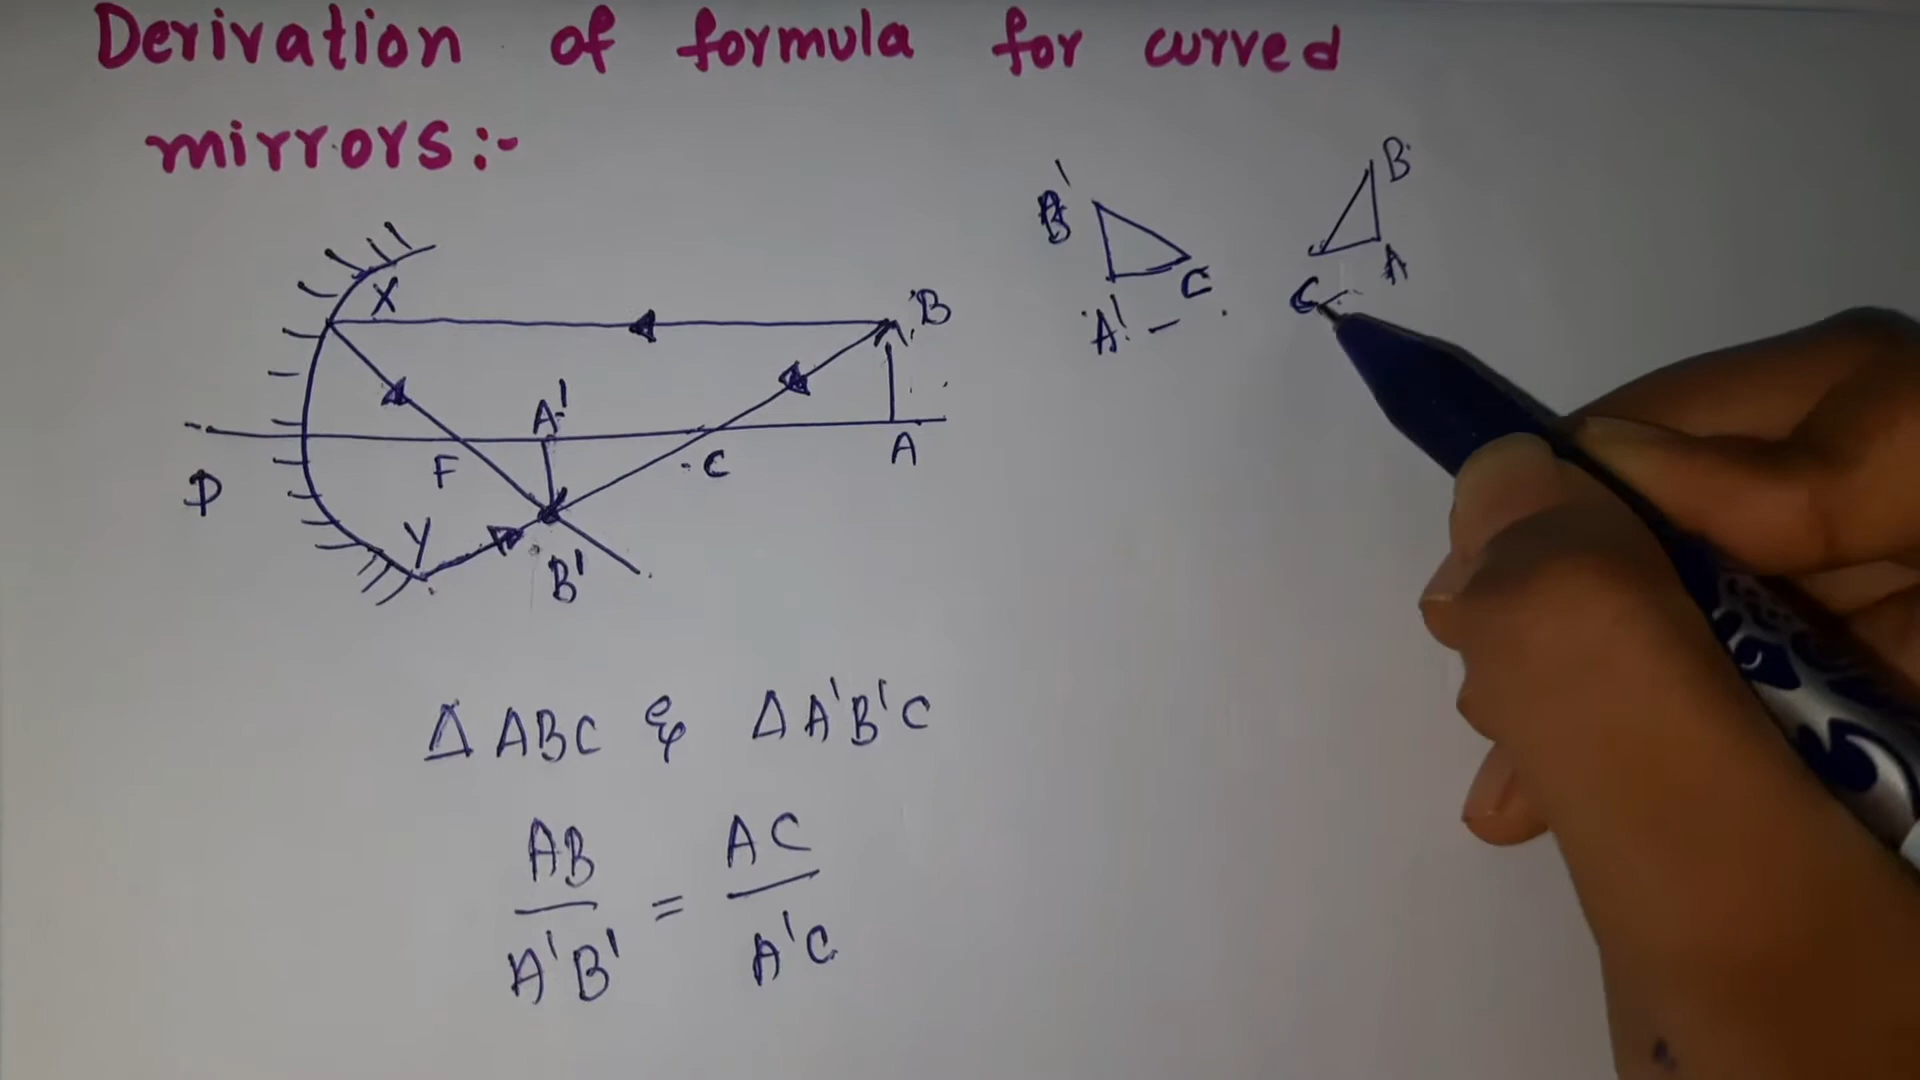 Derivation of formula for curved
mirrors:-
B'
A'
C
B
A
C
X
B
A'
F
C
A
P
Y
B'
Δ ABC & Δ A'B'C
AB/A'B' = AC/A'C